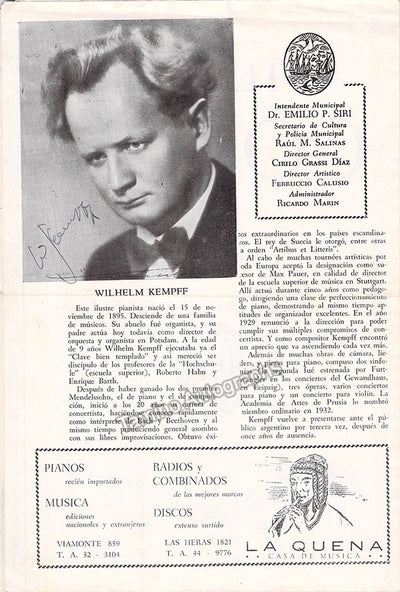 Intendente Municipal
Dr. EMILIO P. SIRI
Secretario de Cultura
y Policía Municipal
RAÚL M. SALINAS
Director General
CIRILO GRASSI DÍAZ
Director Artístico
FERRUCCIO CALUSIO
Administrador
RICARDO MARIN
WILHELM KEMPFF
Este ilustre pianista nació el 15 de no-
viembre de 1895. Desciende de una familia
de músicos. Su abuelo fué organista, y su
padre actúa hoy todavía como director de
orquesta y organista en Potsdam. A la edad
de 9 años Wilhelm Kempff ejecutaba ya el
"Clave bien templado" y así mereció ser
discípulo de los profesores de la "Hochschu-
le" (escuela superior), Roberto Hahn y
Enrique Barth.
Después de haber ganado los dos premios
Mendelssohn, el de piano y el de composi-
ción, inició a los 20 años su carrera de
concertista, haciéndose célebre rápidamente
como intérprete de Bach y Beethoven y al
mismo tiempo produciendo general asombro
con sus libres improvisaciones. Obtuvo éxi-
tos extraordinarios en los países escandina-
vos. El rey de Suecia le otorgó, entre otras
la orden "Artibus et Litteris".
Al cabo de muchas tournées artísticas por
toda Europa aceptó la designación como su-
cesor de Max Pauer, en calidad de director
de la escuela superior de música en Stuttgart.
Allí actuó durante cinco años como pedago-
go, dirigiendo una clase de perfeccionamiento
de piano, demostrando al mismo tiempo ap-
titudes de organizador excelentes. En el año
1929 renunció a la dirección para poder
cumplir sus múltiples compromisos de con-
certista. Y como compositor Kempff encontró
un aprecio que va ascendiendo cada vez más.
Además de muchas obras de cámara, lie-
ders, y partes para piano, compuso dos sinfo-
segunda fué estrenada por Furt-
en los conciertos del Gewandhaus,
en Leipzig), tres óperas, varios conciertos
para piano y un concierto para violín. La
Academia de Artes de Prusia lo nombró
miembro ordinario en 1932.
Kempff vuelve a presentarse ante el pú-
blico argentino por tercera vez, después de
once años de ausencia.
Tamino Autographs
PIANOS
recién importados
MUSICA
ediciones
nacionales y extranjeras
VIAMONTE 859
T. A. 32 - 3104
RADIOS y
COMBINADOS
de las mejores marcas
DISCOS
extenso surtido
LAS HERAS 1821
T. A. 44 - 9776
LA QUENA
CASA DE MUSICA